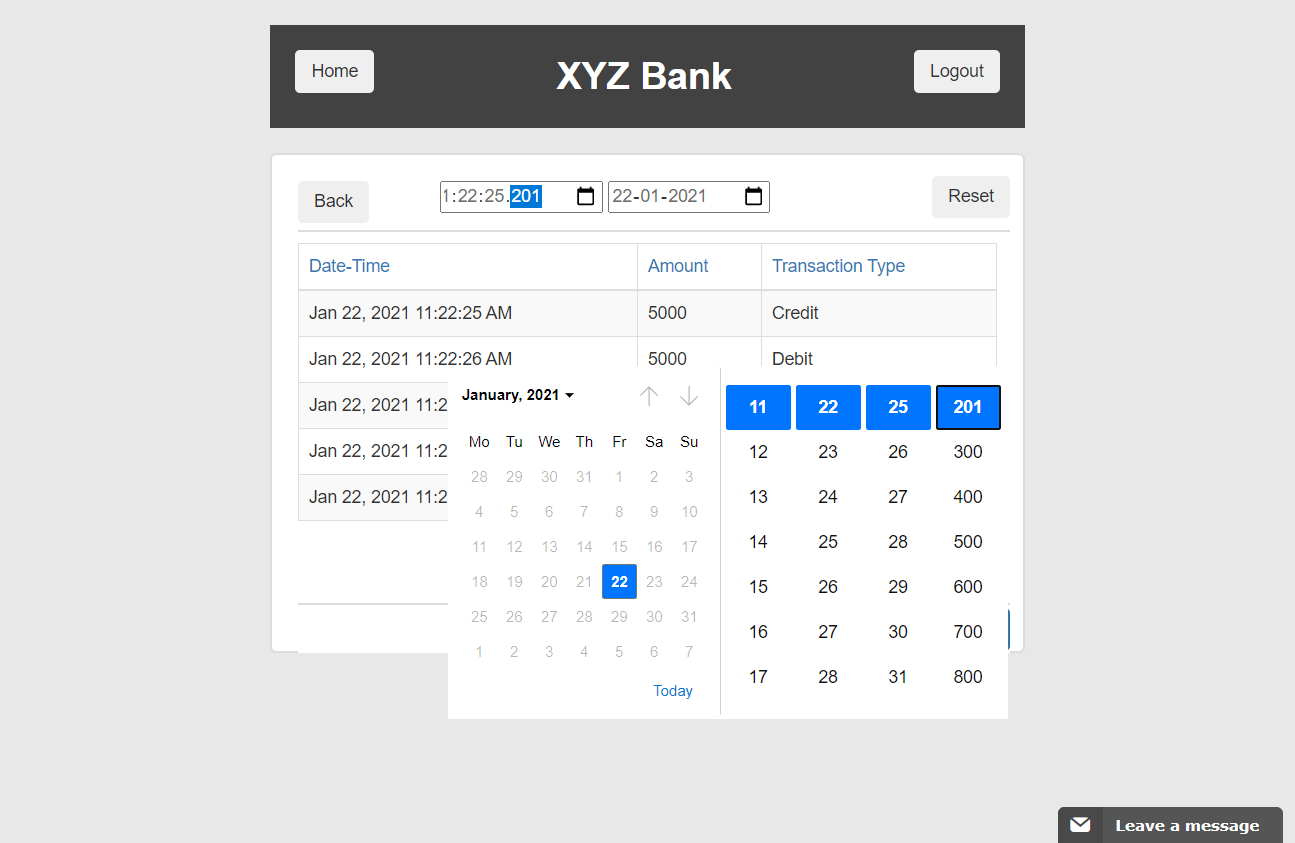 Home XYZ Bank Logout
Back 1:22:25.201 22-01-2021 Reset
Date-Time Amount Transaction Type
Jan 22, 2021 11:22:25 AM 5000 Credit
Jan 22, 2021 11:22:26 AM 5000 Debit
Jan 22, 2021 11:2
Jan 22, 2021 11:2
Jan 22, 2021 11:2
January, 2021
Mo Tu We Th Fr Sa Su
28 29 30 31 1 2 3
4 5 6 7 8 9 10
11 12 13 14 15 16 17
18 19 20 21 22 23 24
25 26 27 28 29 30 31
1 2 3 4 5 6 7
Today
11 22 25 201
12 23 26 300
13 24 27 400
14 25 28 500
15 26 29 600
16 27 30 700
17 28 31 800
Leave a message